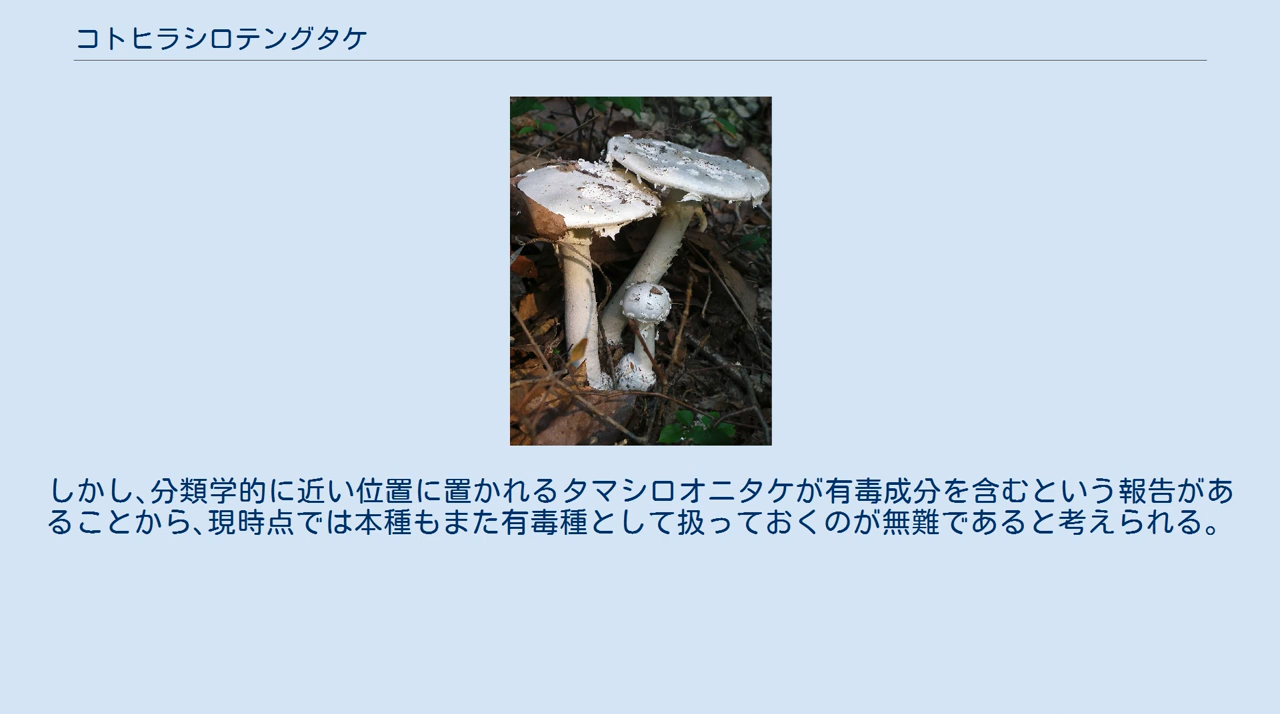 コトヒラシロテングタケ
しかし、分類学的に近い位置に置かれるタマシロオニタケが有毒成分を含むという報告があ
ることから、現時点では本種もまた有毒種として扱っておくのが無難であると考えられる。